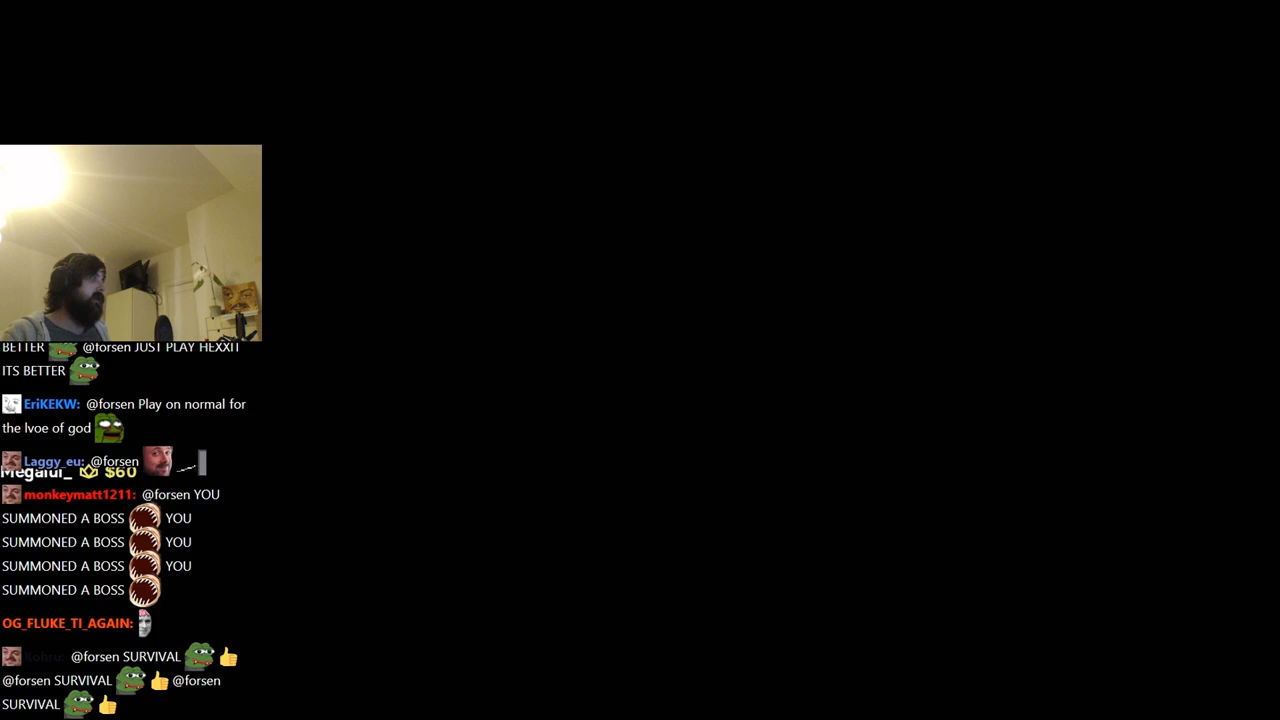 BETTER @forsen JUST PLAY HEXXIT
ITS BETTER
EriKEKW: @forsen Play on normal for
the lvoe of god
Laggy_eu: @forsen
Megalul_ $60
monkeymatt1211: @forsen YOU
SUMMONED A BOSS YOU
SUMMONED A BOSS YOU
SUMMONED A BOSS YOU
SUMMONED A BOSS
OG_FLUKE_TI_AGAIN:
@forsen SURVIVAL
@forsen SURVIVAL @forsen
SURVIVAL